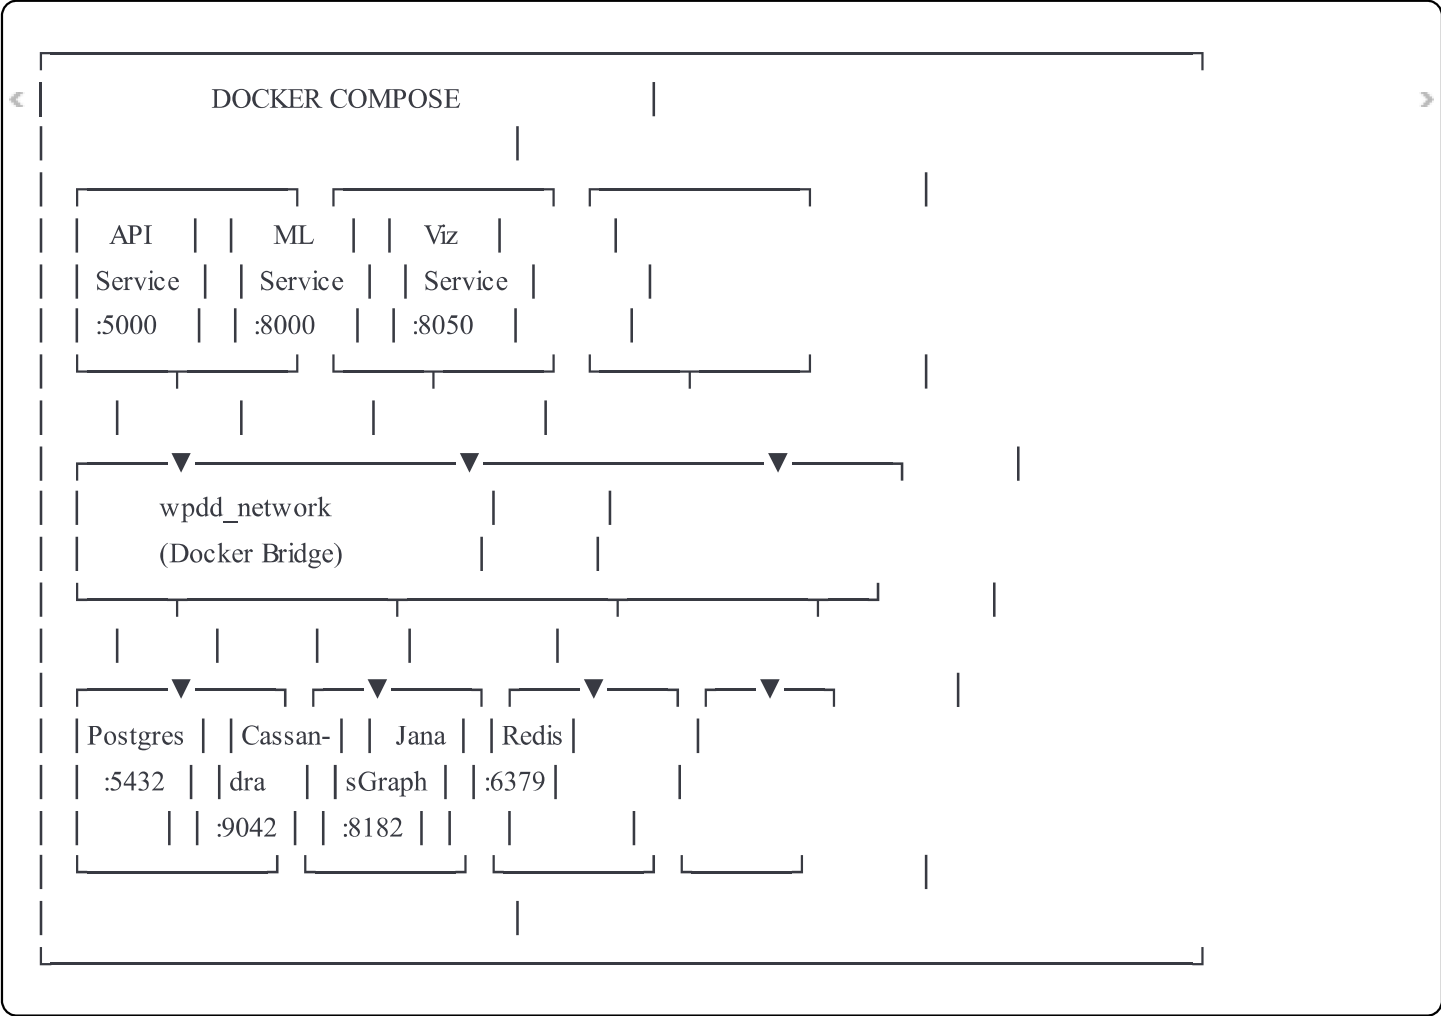 DOCKER COMPOSE
API ML Viz
Service Service Service
:5000 :8000 :8050
wpdd_network
(Docker Bridge)
Postgres Cassan- Jana Redis
:5432 dra sGraph :6379
:9042 :8182